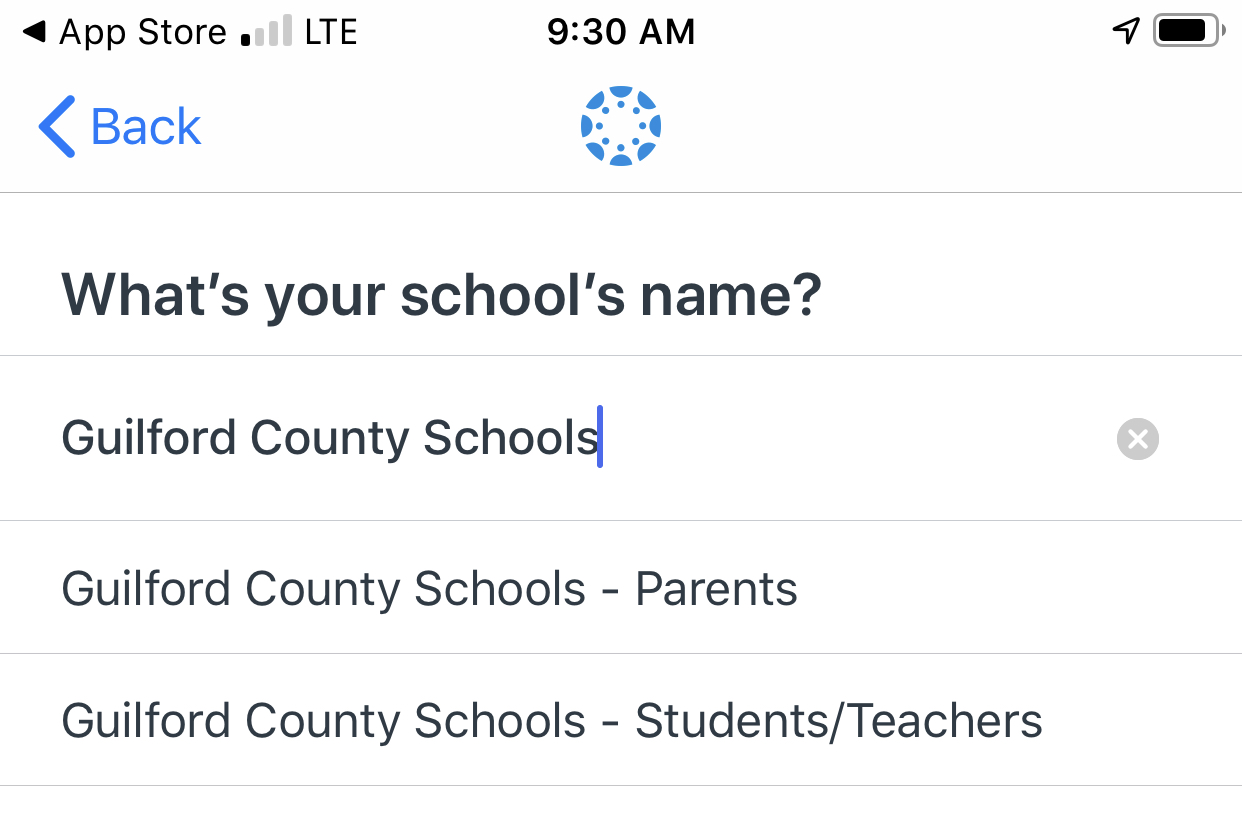 App Store LTE 9:30 AM
Back
What’s your school’s name?
Guilford County Schools
Guilford County Schools - Parents
Guilford County Schools - Students/Teachers